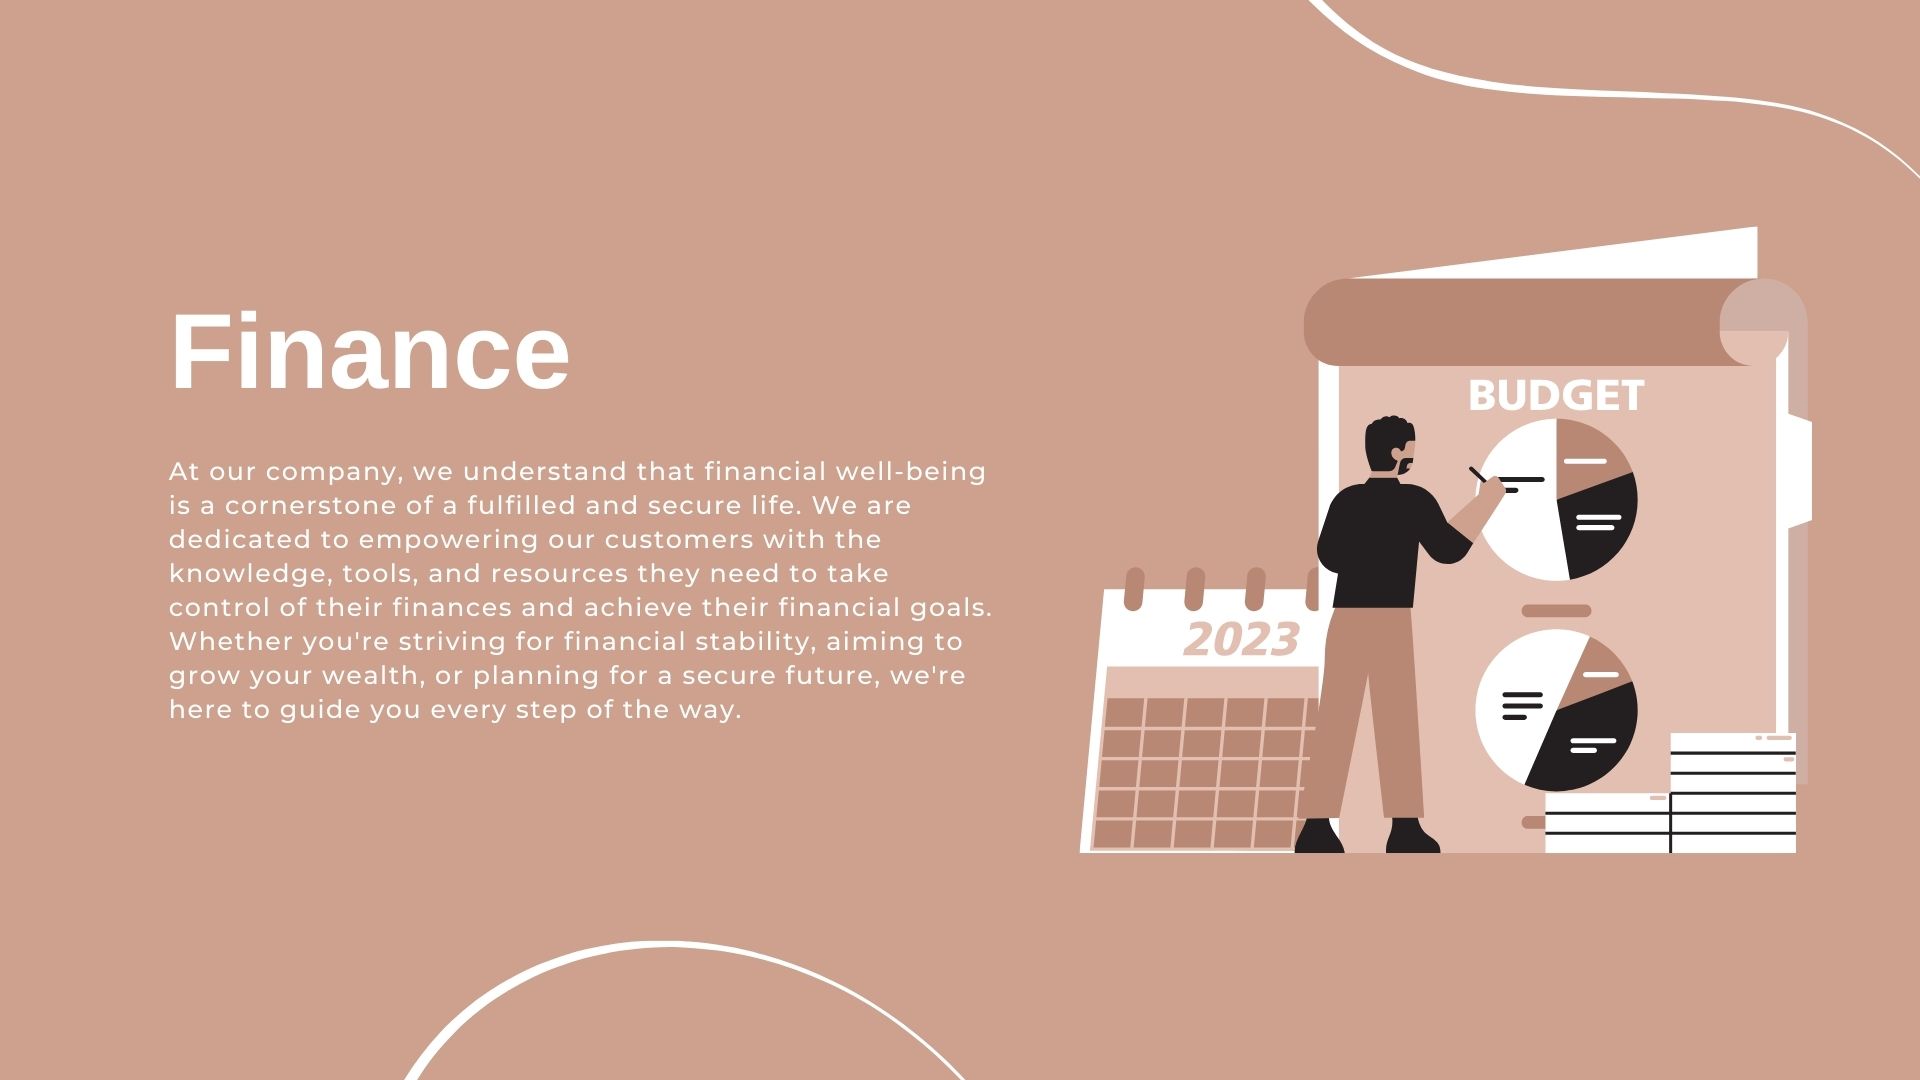 Finance
At our company, we understand that financial well-being
is a cornerstone of a fulfilled and secure life. We are
dedicated to empowering our customers with the
knowledge, tools, and resources they need to take
control of their finances and achieve their financial goals.
Whether you're striving for financial stability, aiming to
grow your wealth, or planning for a secure future, we're
here to guide you every step of the way.
BUDGET
2023